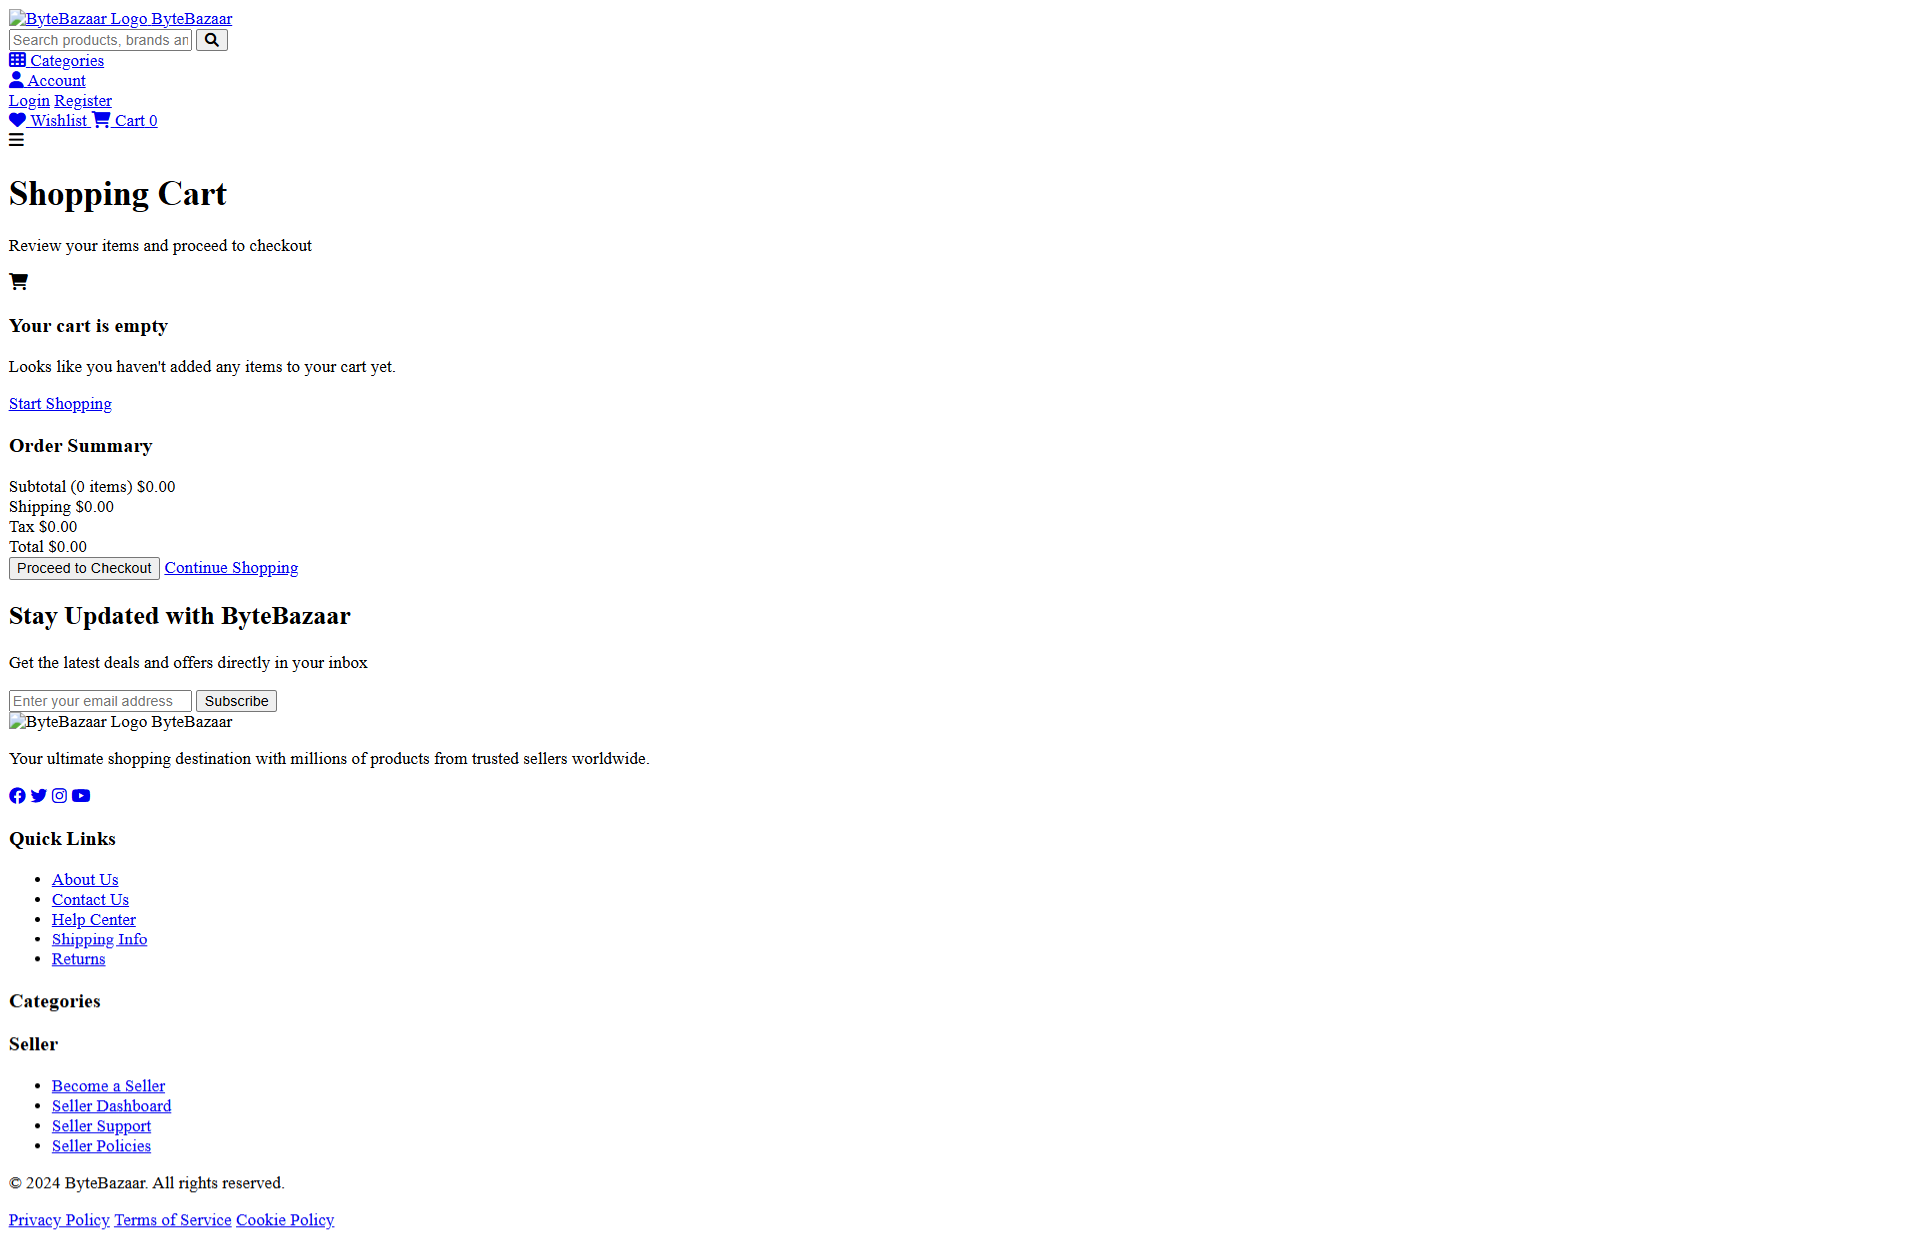 ByteBazaar Logo ByteBazaar
Search products, brands an
Categories
Account
Login Register
Wishlist Cart 0
Shopping Cart
Review your items and proceed to checkout
Your cart is empty
Looks like you haven't added any items to your cart yet.
Start Shopping
Order Summary
Subtotal (0 items) $0.00
Shipping $0.00
Tax $0.00
Total $0.00
Proceed to Checkout Continue Shopping
Stay Updated with ByteBazaar
Get the latest deals and offers directly in your inbox
Enter your email address Subscribe
ByteBazaar Logo ByteBazaar
Your ultimate shopping destination with millions of products from trusted sellers worldwide.
Quick Links
About Us
Contact Us
Help Center
Shipping Info
Returns
Categories
Seller
Become a Seller
Seller Dashboard
Seller Support
Seller Policies
© 2024 ByteBazaar. All rights reserved.
Privacy Policy Terms of Service Cookie Policy